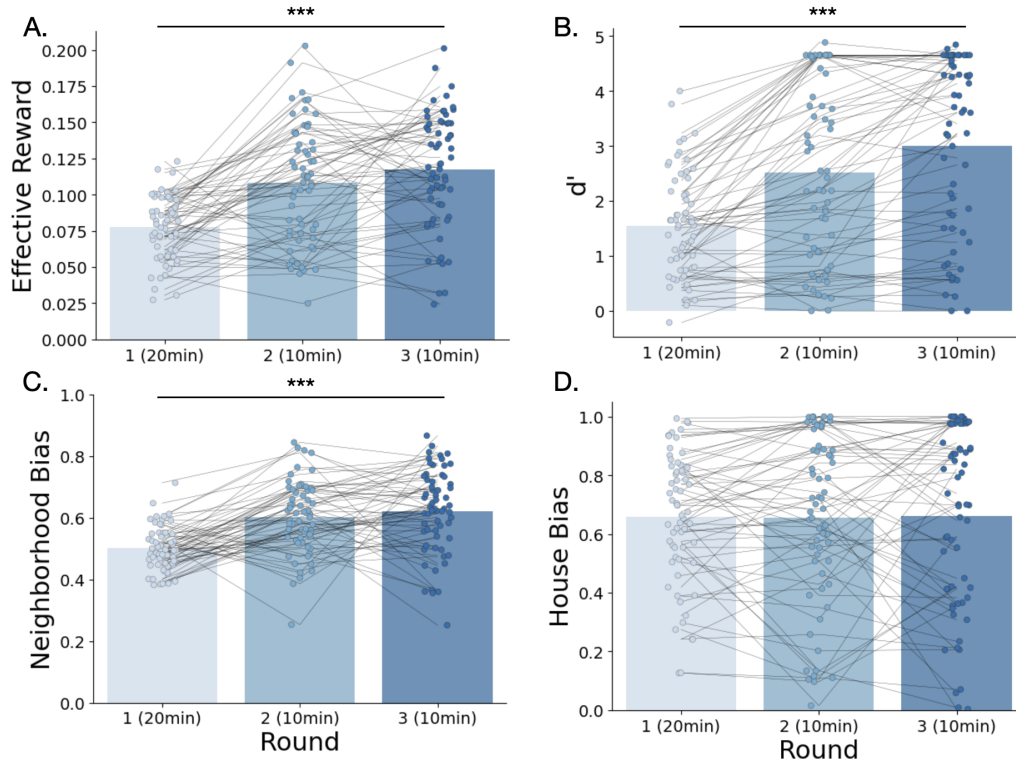 A.
***
Effective Reward
0.200
0.175
0.150
0.125
0.100
0.075
0.050
0.025
0.000
1 (20min) 2 (10min) 3 (10min)
B.
***
d'
5
4
3
2
1
0
1 (20min) 2 (10min) 3 (10min)
C.
***
Neighborhood Bias
1.0
0.8
0.6
0.4
0.2
0.0
1 (20min) 2 (10min) 3 (10min)
Round
D.
House Bias
1.0
0.8
0.6
0.4
0.2
0.0
1 (20min) 2 (10min) 3 (10min)
Round